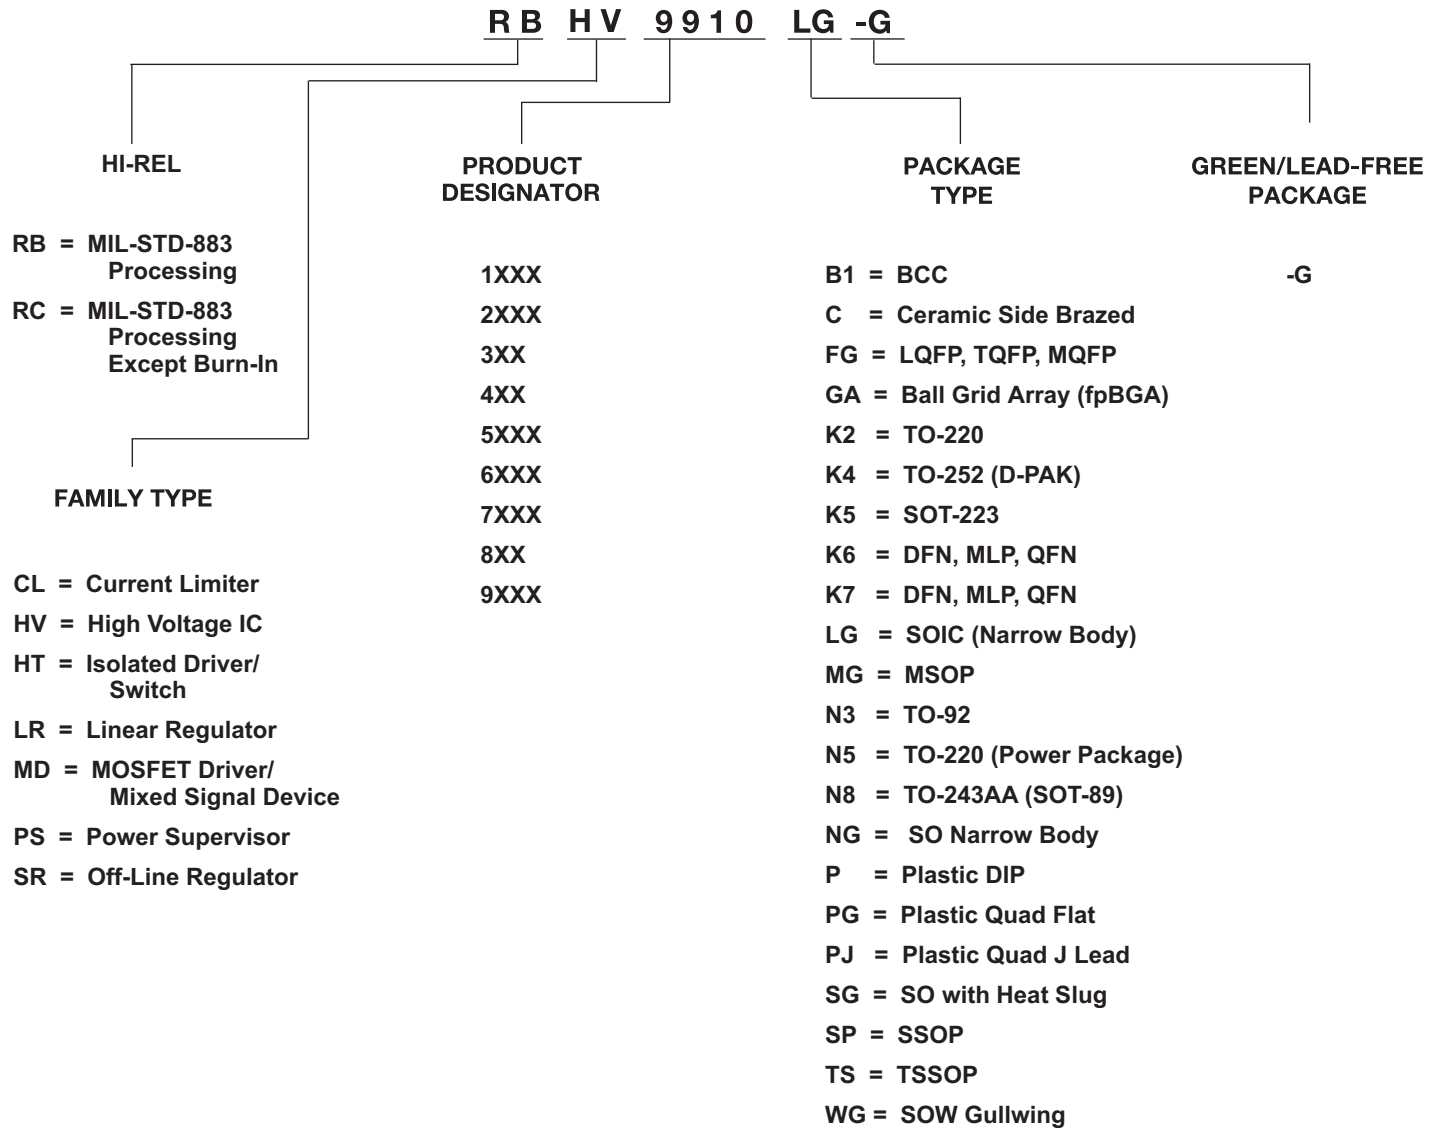 RB HV 9910 LG -G
HI-REL
RB = MIL-STD-883
Processing
RC = MIL-STD-883
Processing
Except Burn-In
FAMILY TYPE
CL = Current Limiter
HV = High Voltage IC
HT = Isolated Driver/
Switch
LR = Linear Regulator
MD = MOSFET Driver/
Mixed Signal Device
PS = Power Supervisor
SR = Off-Line Regulator
PRODUCT
DESIGNATOR
1XXX
2XXX
3XX
4XX
5XXX
6XXX
7XXX
8XX
9XXX
PACKAGE
TYPE
B1 = BCC
C = Ceramic Side Brazed
FG = LQFP, TQFP, MQFP
GA = Ball Grid Array (fpBGA)
K2 = TO-220
K4 = TO-252 (D-PAK)
K5 = SOT-223
K6 = DFN, MLP, QFN
K7 = DFN, MLP, QFN
LG = SOIC (Narrow Body)
MG = MSOP
N3 = TO-92
N5 = TO-220 (Power Package)
N8 = TO-243AA (SOT-89)
NG = SO Narrow Body
P = Plastic DIP
PG = Plastic Quad Flat
PJ = Plastic Quad J Lead
SG = SO with Heat Slug
SP = SSOP
TS = TSSOP
WG = SOW Gullwing
GREEN/LEAD-FREE
PACKAGE
-G